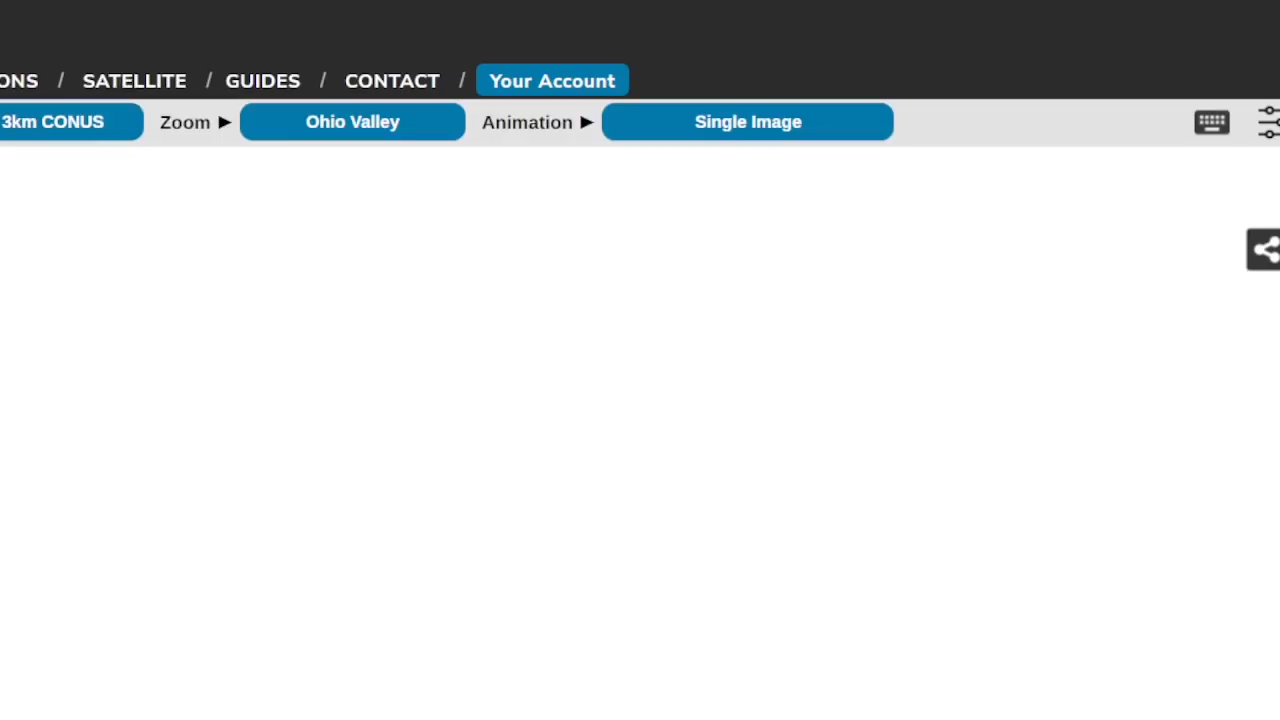 ONS / SATELLITE / GUIDES / CONTACT / Your Account
3km CONUS Zoom ▶ Ohio Valley Animation ▶ Single Image